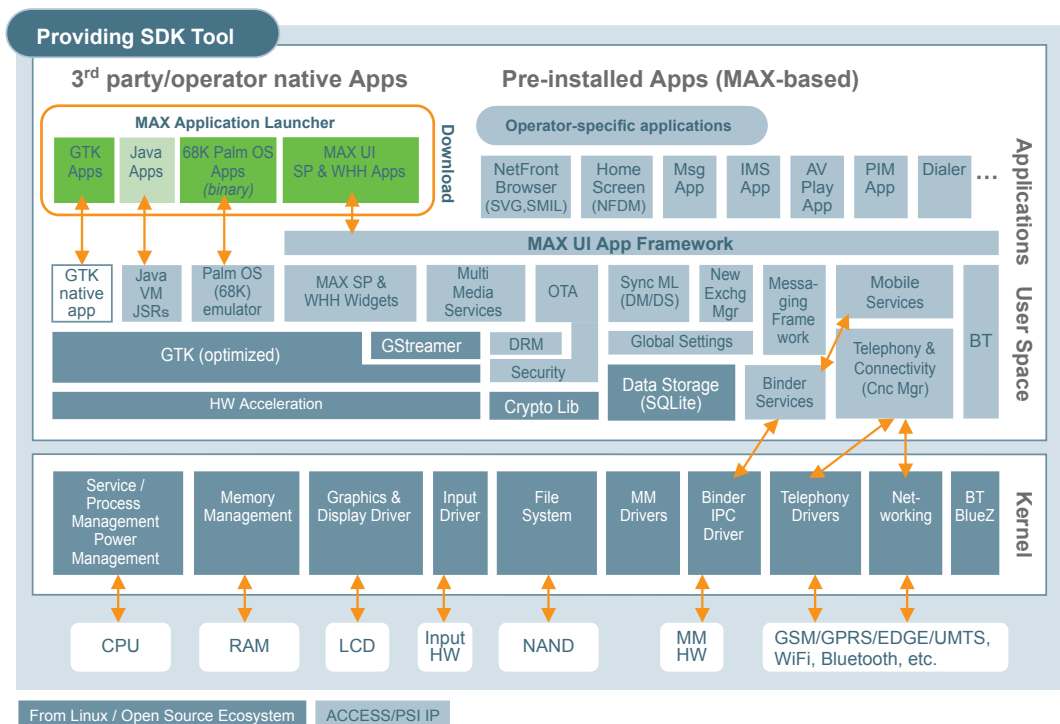 Providing SDK Tool
3rd party/operator native Apps
Pre-installed Apps (MAX-based)
MAX Application Launcher
Download
GTK
Apps
Java
Apps
68K Palm OS
Apps
(binary)
MAX UI
SP & WHH Apps
Operator-specific applications
NetFront
Browser
(SVG,SMIL)
Home
Screen
(NFDM)
Msg
App
IMS
App
AV
Play
App
PIM
App
Dialer
...
Applications
MAX UI App Framework
GTK
native
app
Java
VM
JSRs
Palm OS
(68K)
emulator
MAX SP &
WHH Widgets
Multi
Media
Services
OTA
Sync ML
(DM/DS)
New
Exchg
Mgr
Messa-
ging
Frame
work
Mobile
Services
BT
User Space
GTK (optimized)
GStreamer
DRM
Security
Global Settings
Telephony &
Connectivity
(Cnc Mgr)
Data Storage
(SQLite)
Binder
Services
HW Acceleration
Crypto Lib
Service /
Process
Management
Power
Management
Memory
Management
Graphics &
Display Driver
Input
Driver
File
System
MM
Drivers
Binder
IPC
Driver
Telephony
Drivers
Net-
working
BT
BlueZ
Kernel
CPU
RAM
LCD
Input
HW
NAND
MM
HW
GSM/GPRS/EDGE/UMTS,
WiFi, Bluetooth, etc.
From Linux / Open Source Ecosystem
ACCESS/PSI IP